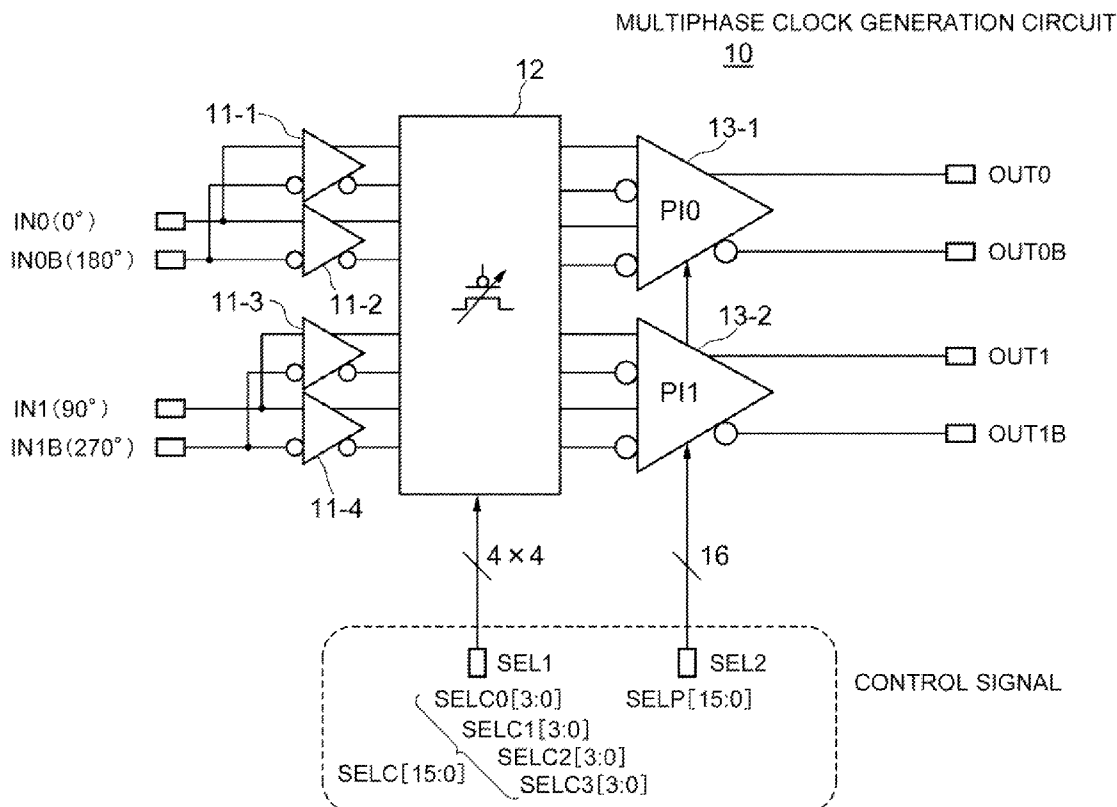 MULTIPHASE CLOCK GENERATION CIRCUIT
10
12
11-1
13-1
OUT0
PI0
IN0(0°)
IN0B(180°)
OUT0B
11-2
11-3
13-2
OUT1
PI1
IN1(90°)
IN1B(270°)
OUT1B
11-4
4×4
16
SEL1
SEL2
SELC0[3:0]
SELP[15:0]
CONTROL SIGNAL
SELC1[3:0]
SELC2[3:0]
SELC[15:0]
SELC3[3:0]